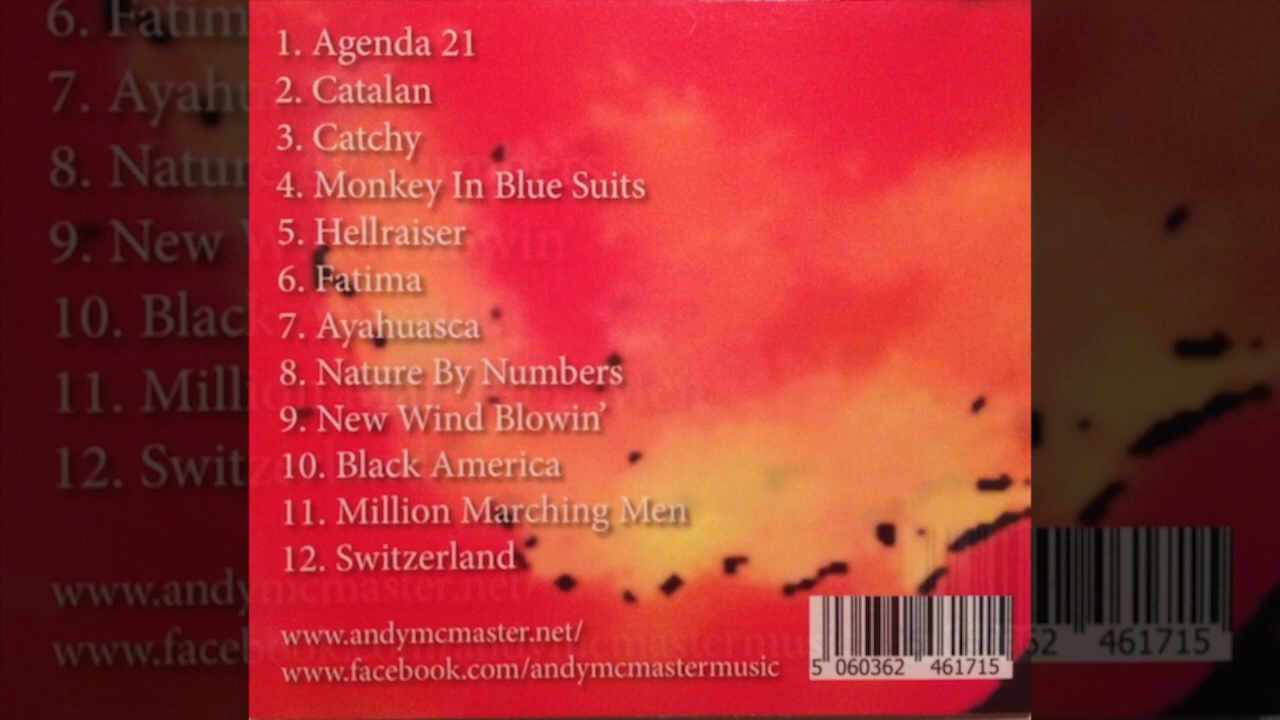 1. Agenda 21
2. Catalan
3. Catchy
4. Monkey In Blue Suits
5. Hellraiser
6. Fatima
7. Ayahuasca
8. Nature By Numbers
9. New Wind Blowin’
10. Black America
11. Million Marching Men
12. Switzerland
www.andymcmaster.net/
www.facebook.com/andymcmastermusic
5 060362 461715